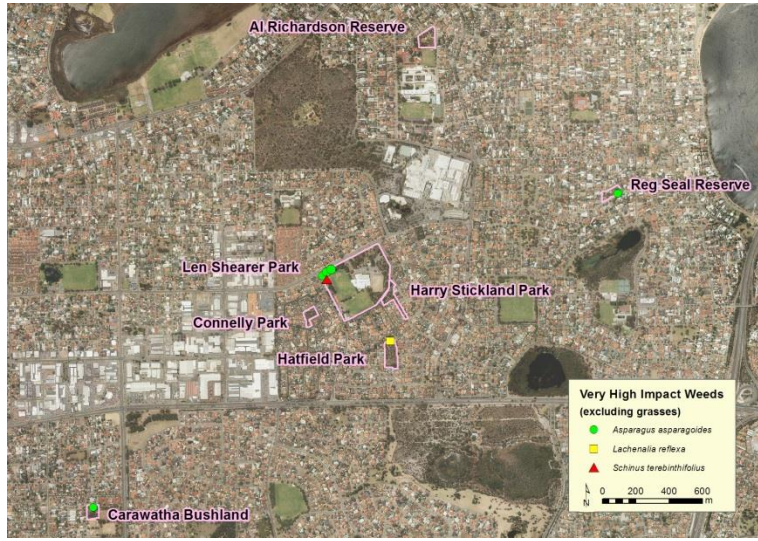 Al Richardson Reserve
Reg Seal Reserve
Len Shearer Park
Harry Stickland Park
Connelly Park
Hatfield Park
Carawatha Bushland
Very High Impact Weeds
(excluding grasses)
Asparagus asparagoides
Lachenalia reflexa
Schinus terebinthifolius
0 200 400 600
m
N